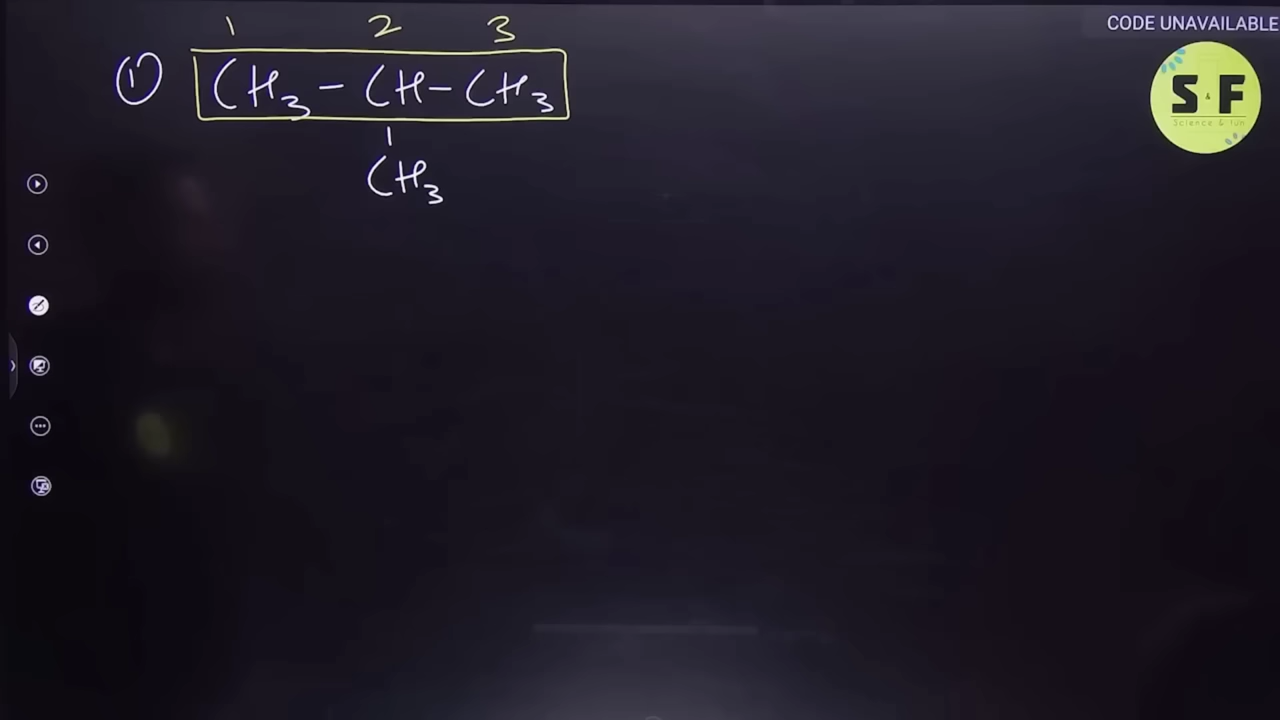 CODE UNAVAILABLE
1 2 3
① CH₃ - CH - CH₃
|
CH₃
S & F
Science & fun